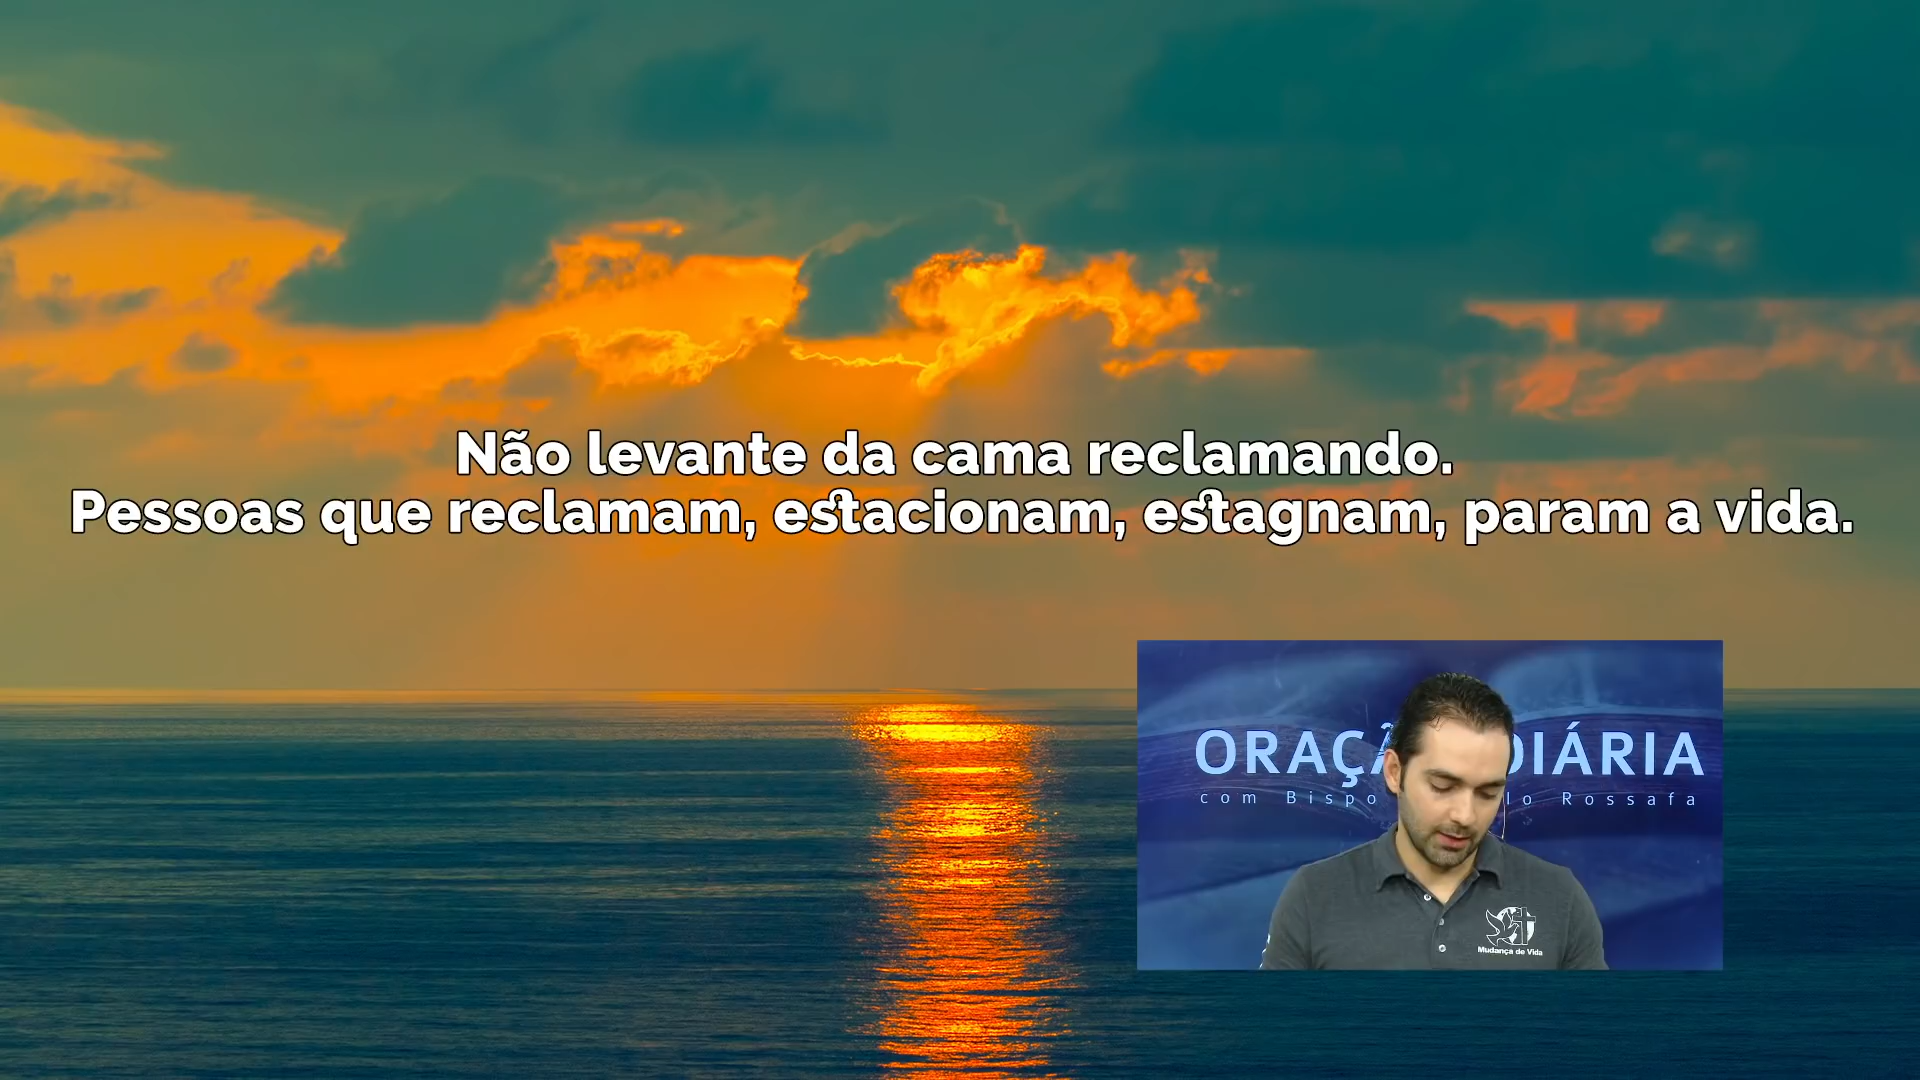 Não levante da cama reclamando.
Pessoas que reclamam, estacionam, estagnam, param a vida.
ORAÇÃ DIÁRIA
com Bispo lo Rossafa
Mudança de Vida